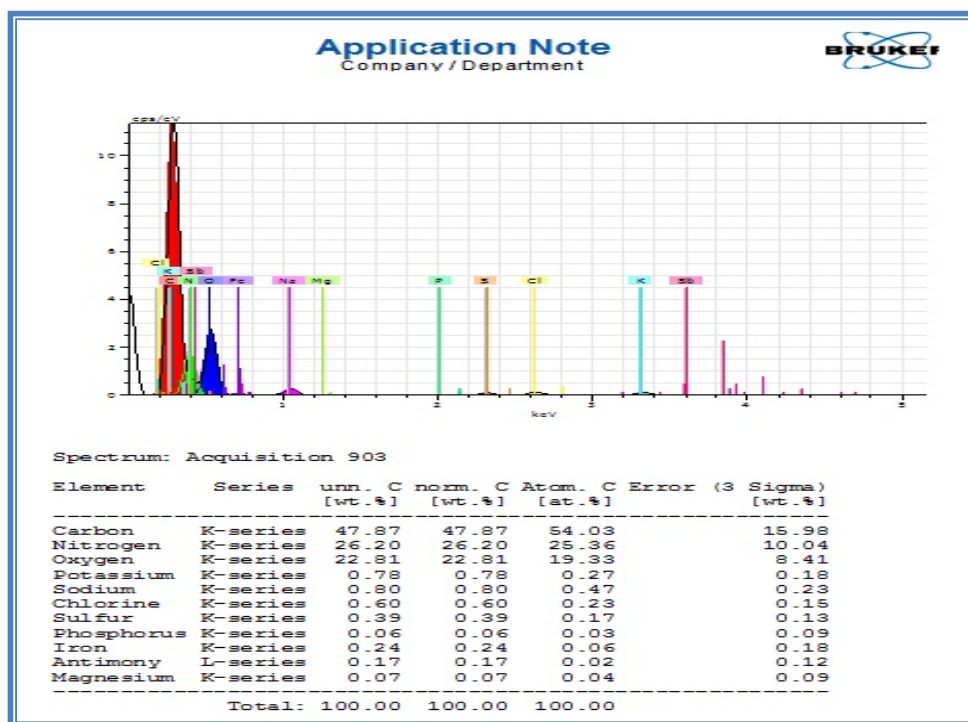 Application Note
Company / Department
BRUKER
cps/eV
10
8
6
4
2
0
Cl
K Sb
C N O Fe Na Mg P S Cl K Sb
1 2 3 4 5
keV
Spectrum: Acquisition 903
Element Series unn. C norm. C Atom. C Error (3 Sigma)
[wt.%] [wt.%] [at.%] [wt.%]
Carbon K-series 47.87 47.87 54.03 15.98
Nitrogen K-series 26.20 26.20 25.36 10.04
Oxygen K-series 22.81 22.81 19.33 8.41
Potassium K-series 0.78 0.78 0.27 0.18
Sodium K-series 0.80 0.80 0.47 0.23
Chlorine K-series 0.60 0.60 0.23 0.15
Sulfur K-series 0.39 0.39 0.17 0.13
Phosphorus K-series 0.06 0.06 0.03 0.09
Iron K-series 0.24 0.24 0.06 0.18
Antimony L-series 0.17 0.17 0.02 0.12
Magnesium K-series 0.07 0.07 0.04 0.09
Total: 100.00 100.00 100.00